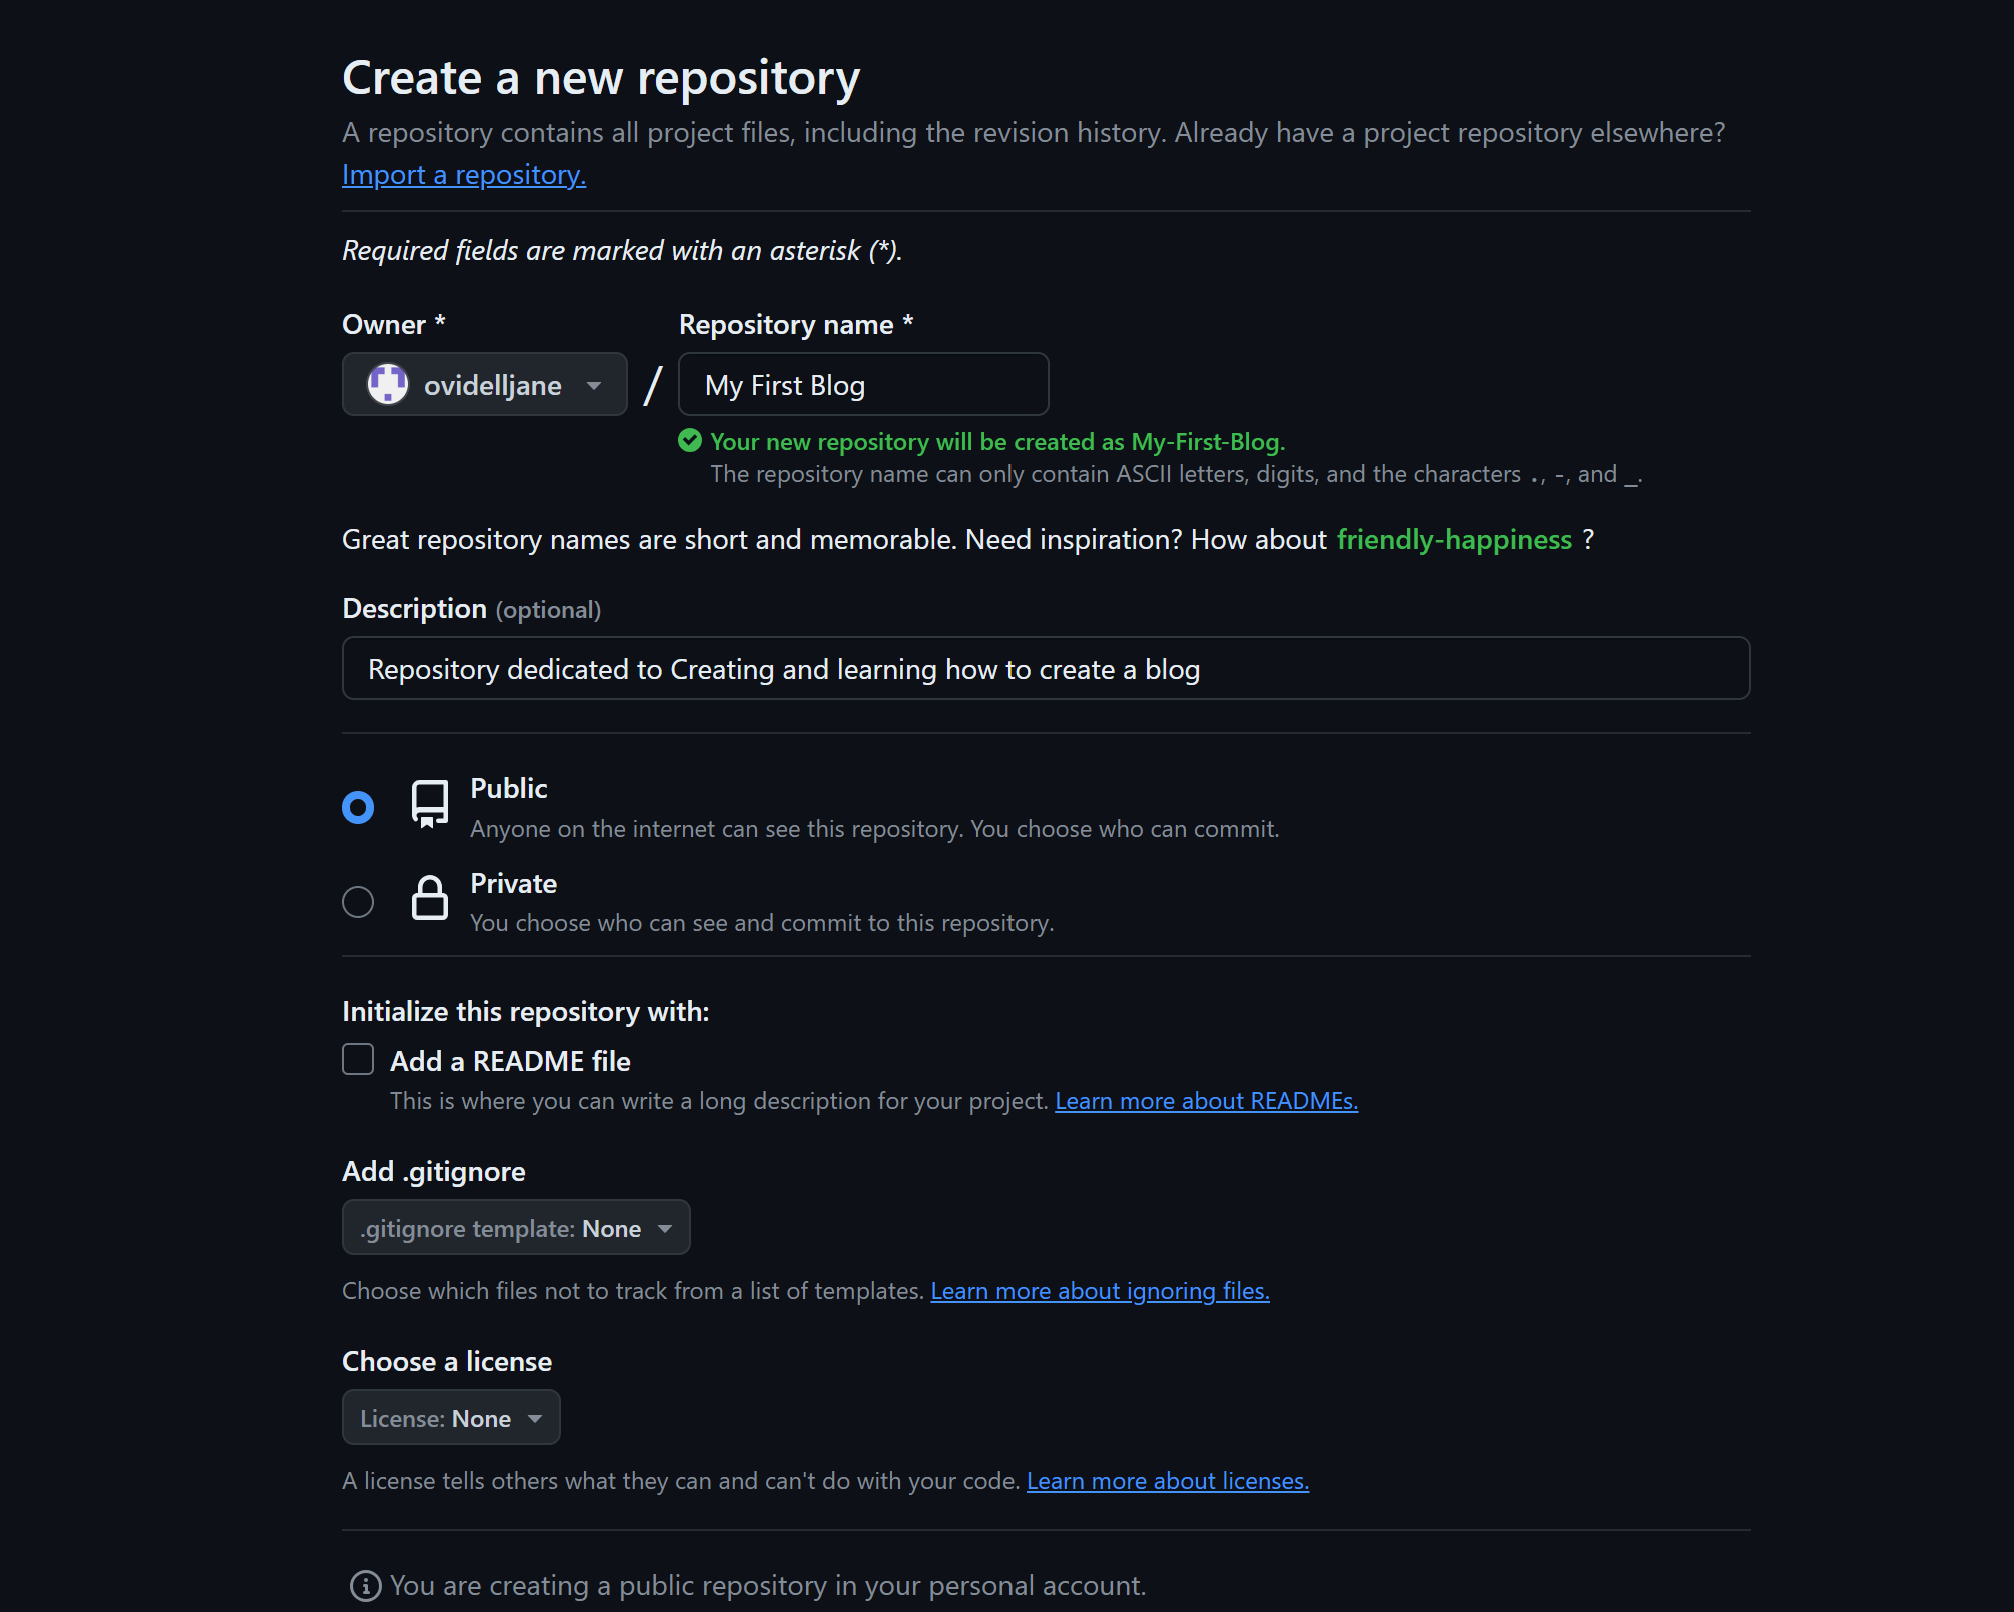 Create a new repository
A repository contains all project files, including the revision history. Already have a project repository elsewhere?
Import a repository.
Required fields are marked with an asterisk (*).
Owner *
Repository name *
ovidelljane
/
My First Blog
Your new repository will be created as My-First-Blog.
The repository name can only contain ASCII letters, digits, and the characters ., -, and _.
Great repository names are short and memorable. Need inspiration? How about friendly-happiness ?
Description (optional)
Repository dedicated to Creating and learning how to create a blog
Public
Anyone on the internet can see this repository. You choose who can commit.
Private
You choose who can see and commit to this repository.
Initialize this repository with:
Add a README file
This is where you can write a long description for your project. Learn more about READMEs.
Add .gitignore
.gitignore template: None
Choose which files not to track from a list of templates. Learn more about ignoring files.
Choose a license
License: None
A license tells others what they can and can't do with your code. Learn more about licenses.
You are creating a public repository in your personal account.